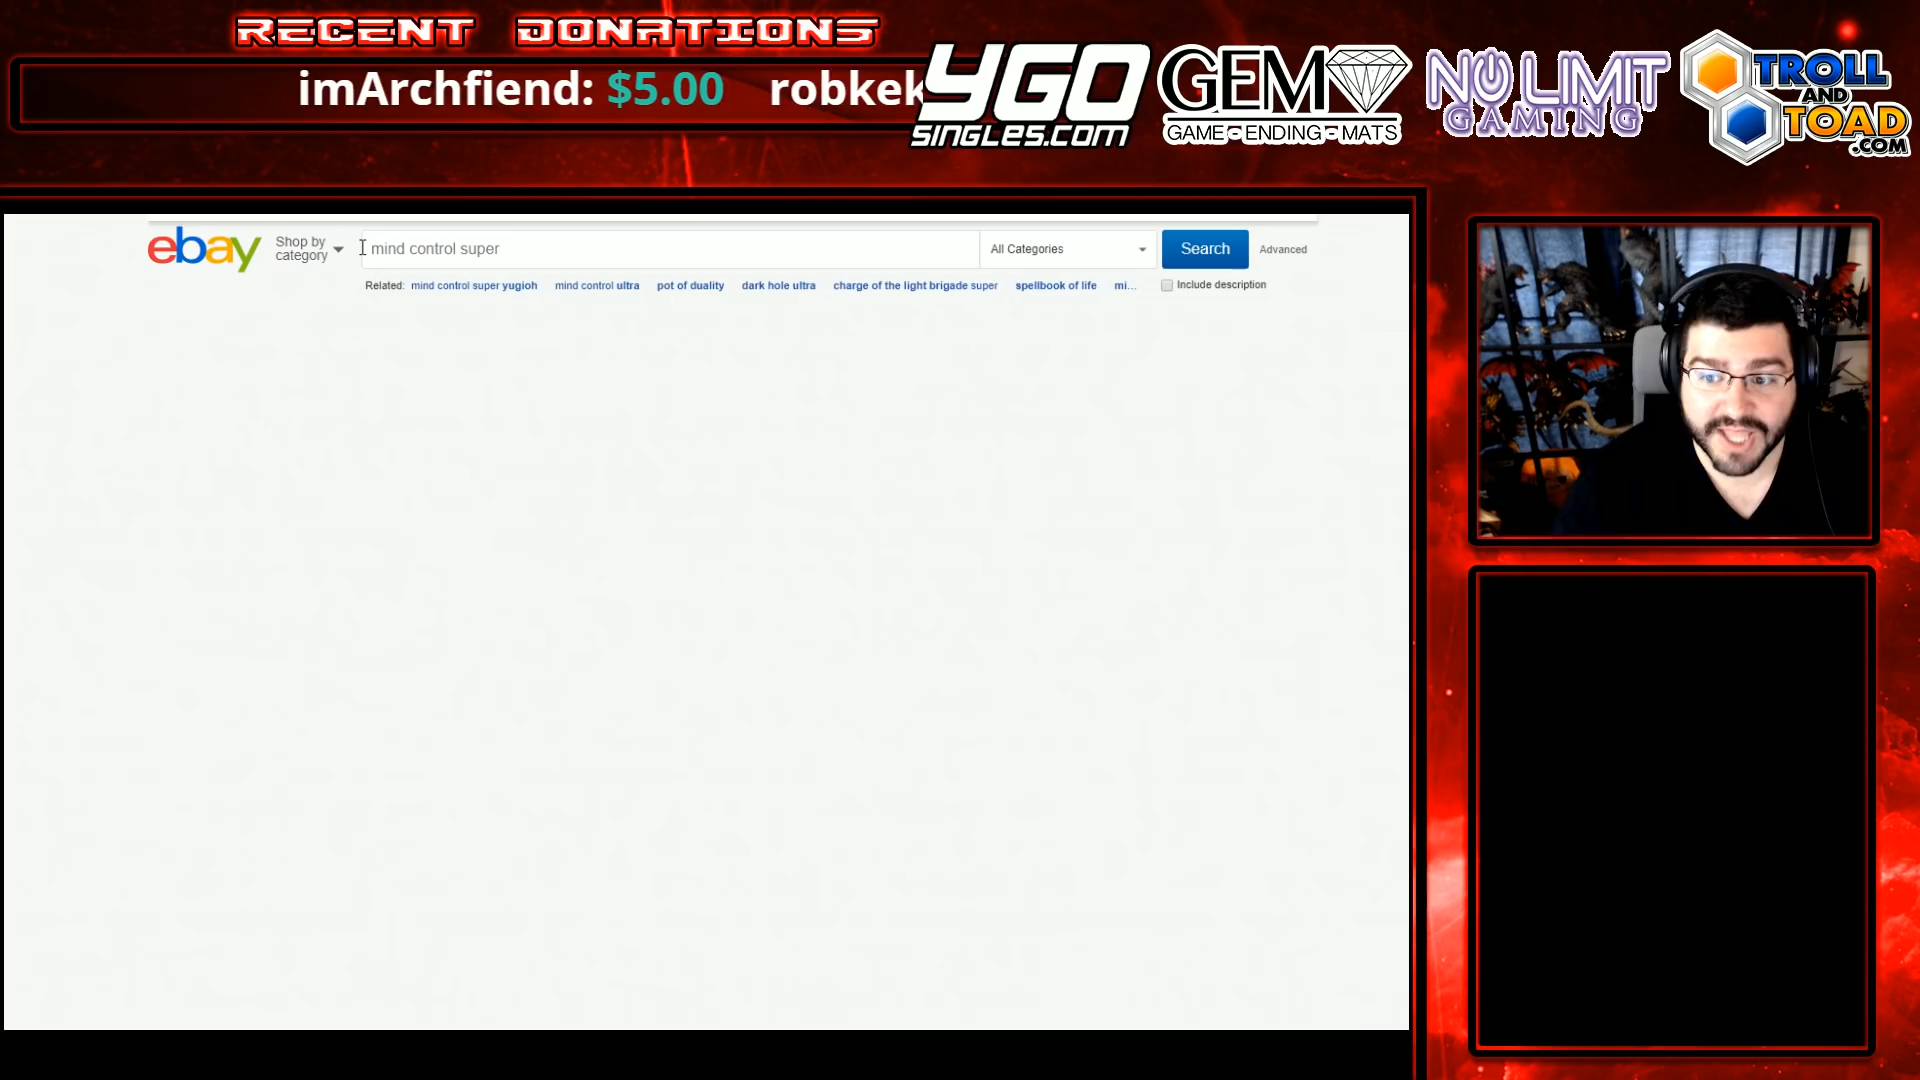 RECENT DONATIONS
imArchfiend: $5.00 robkek
YGO
SINGLES.COM
GEM
GAME-ENDING-MATS
NO LIMIT
GAMING
TROLL
AND
TOAD
.COM
ebay
Shop by
category
mind control super
All Categories
Search
Advanced
Related: mind control super yugioh mind control ultra pot of duality dark hole ultra charge of the light brigade super spellbook of life mi...
Include description